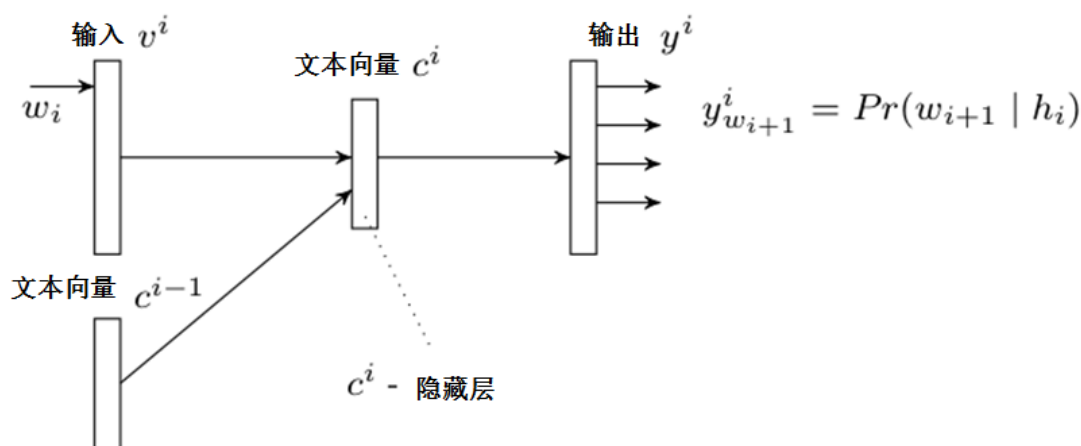 输入 v^i
w_i
文本向量 c^i
输出 y^i
y^i_{w_{i+1}} = Pr(w_{i+1} | h_i)
文本向量 c^{i-1}
c^i - 隐藏层